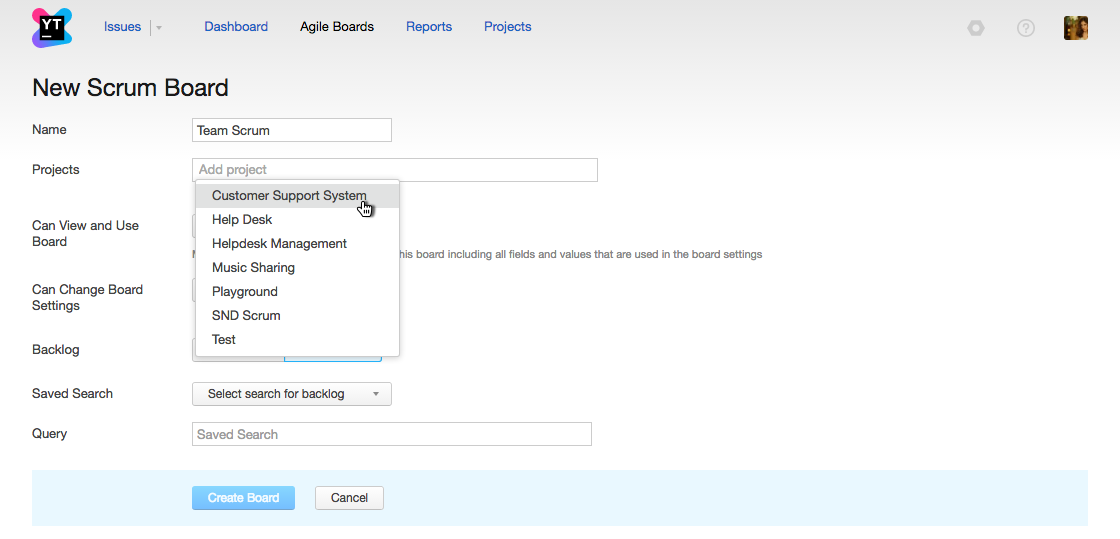 YT
Issues
Dashboard
Agile Boards
Reports
Projects
?
New Scrum Board
Name
Team Scrum
Projects
Add project
Customer Support System
Help Desk
Helpdesk Management
Music Sharing
Playground
SND Scrum
Test
Can View and Use
Board
this board including all fields and values that are used in the board settings
Can Change Board
Settings
Backlog
Saved Search
Select search for backlog
Query
Saved Search
Create Board
Cancel